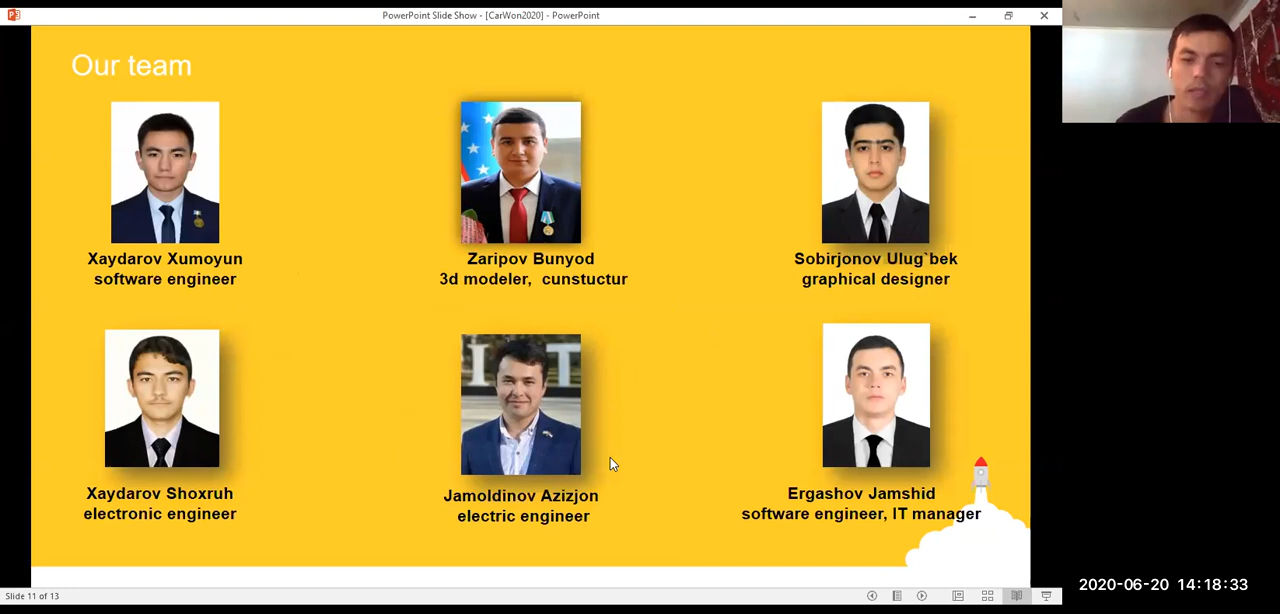 PowerPoint Slide Show - [CarWon2020] - PowerPoint
Our team
Xaydarov Xumoyun
software engineer
Zaripov Bunyod
3d modeler, cunstuctur
Sobirjonov Ulug`bek
graphical designer
Xaydarov Shoxruh
electronic engineer
Jamoldinov Azizjon
electric engineer
Ergashov Jamshid
software engineer, IT manager
Slide 11 of 13
2020-06-20 14:18:33